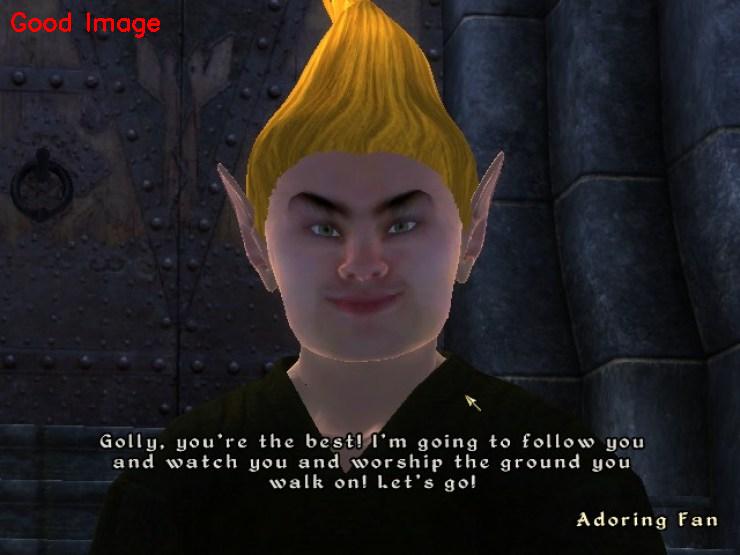 Good Image
Golly, you're the best! I'm going to follow you
and watch you and worship the ground you
walk on! Let's go!
Adoring Fan